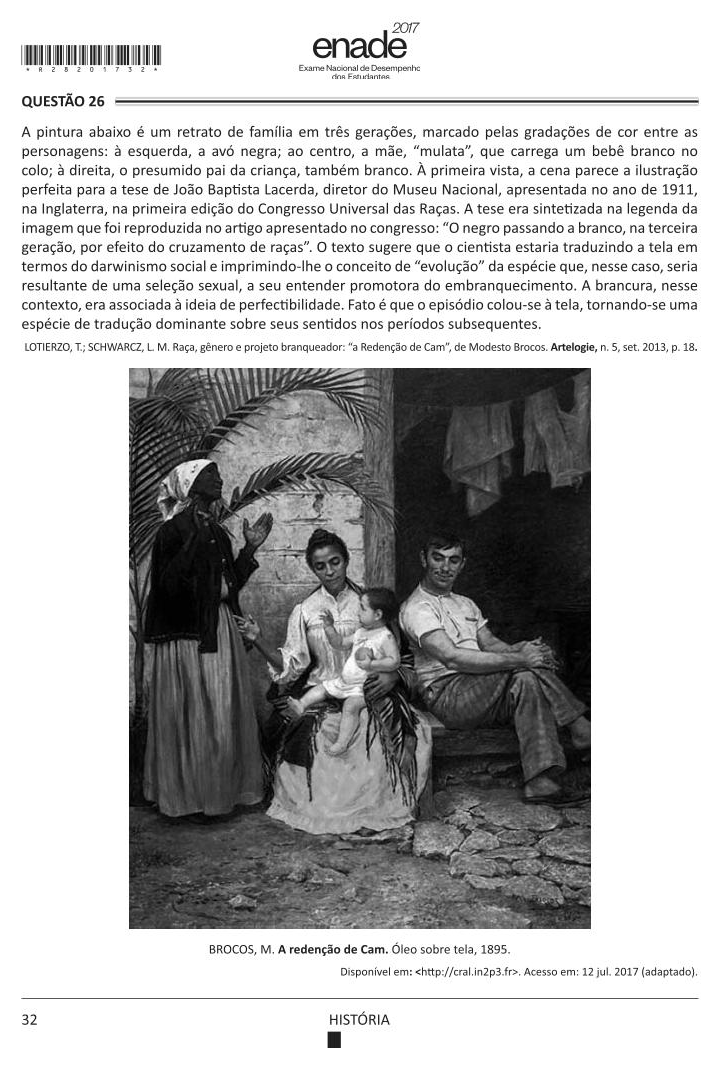 2017
enade
Exame Nacional de Desempenho
dos Estudantes
*R28201732*
QUESTÃO 26
A pintura abaixo é um retrato de família em três gerações, marcado pelas gradações de cor entre as
personagens: à esquerda, a avó negra; ao centro, a mãe, “mulata”, que carrega um bebê branco no
colo; à direita, o presumido pai da criança, também branco. À primeira vista, a cena parece a ilustração
perfeita para a tese de João Baptista Lacerda, diretor do Museu Nacional, apresentada no ano de 1911,
na Inglaterra, na primeira edição do Congresso Universal das Raças. A tese era sintetizada na legenda da
imagem que foi reproduzida no artigo apresentado no congresso: “O negro passando a branco, na terceira
geração, por efeito do cruzamento de raças”. O texto sugere que o cientista estaria traduzindo a tela em
termos do darwinismo social e imprimindo-lhe o conceito de “evolução” da espécie que, nesse caso, seria
resultante de uma seleção sexual, a seu entender promotora do embranquecimento. A brancura, nesse
contexto, era associada à ideia de perfectibilidade. Fato é que o episódio colou-se à tela, tornando-se uma
espécie de tradução dominante sobre seus sentidos nos períodos subsequentes.
LOTIERZO, T.; SCHWARCZ, L. M. Raça, gênero e projeto branqueador: “a Redenção de Cam”, de Modesto Brocos. Artelogie, n. 5, set. 2013, p. 18.
BROCOS, M. A redenção de Cam. Óleo sobre tela, 1895.
Disponível em: <http://cral.in2p3.fr>. Acesso em: 12 jul. 2017 (adaptado).
32
HISTÓRIA